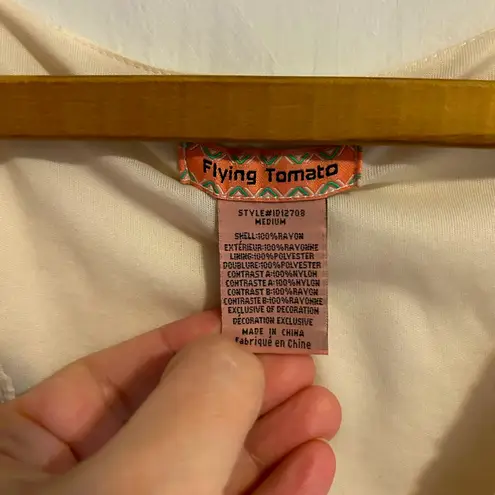 Flying Tomato
STYLE#ID12708
MEDIUM
SHELL:100%RAYON
EXTÉRIEUR:100%RAYONNE
LINING:100%POLYESTER
DOUBLURE:100%POLYESTER
CONTRAST A:100%NYLON
CONTRASTE A:100%NYLON
CONTRAST B:100%RAYON
CONTRASTE B:100%RAYONNE
EXCLUSIVE OF DECORATION
DÉCORATION EXCLUSIVE
MADE IN CHINA
Fabriqué en Chine